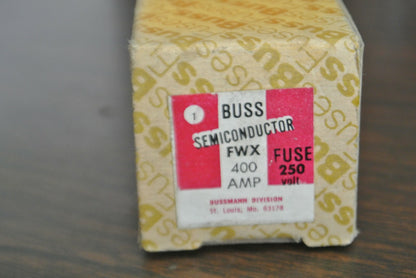 1
BUSS
SEMICONDUCTOR
FWX
400
AMP
FUSE
250
volt
BUSSMANN DIVISION
St. Louis, Mo. 63178